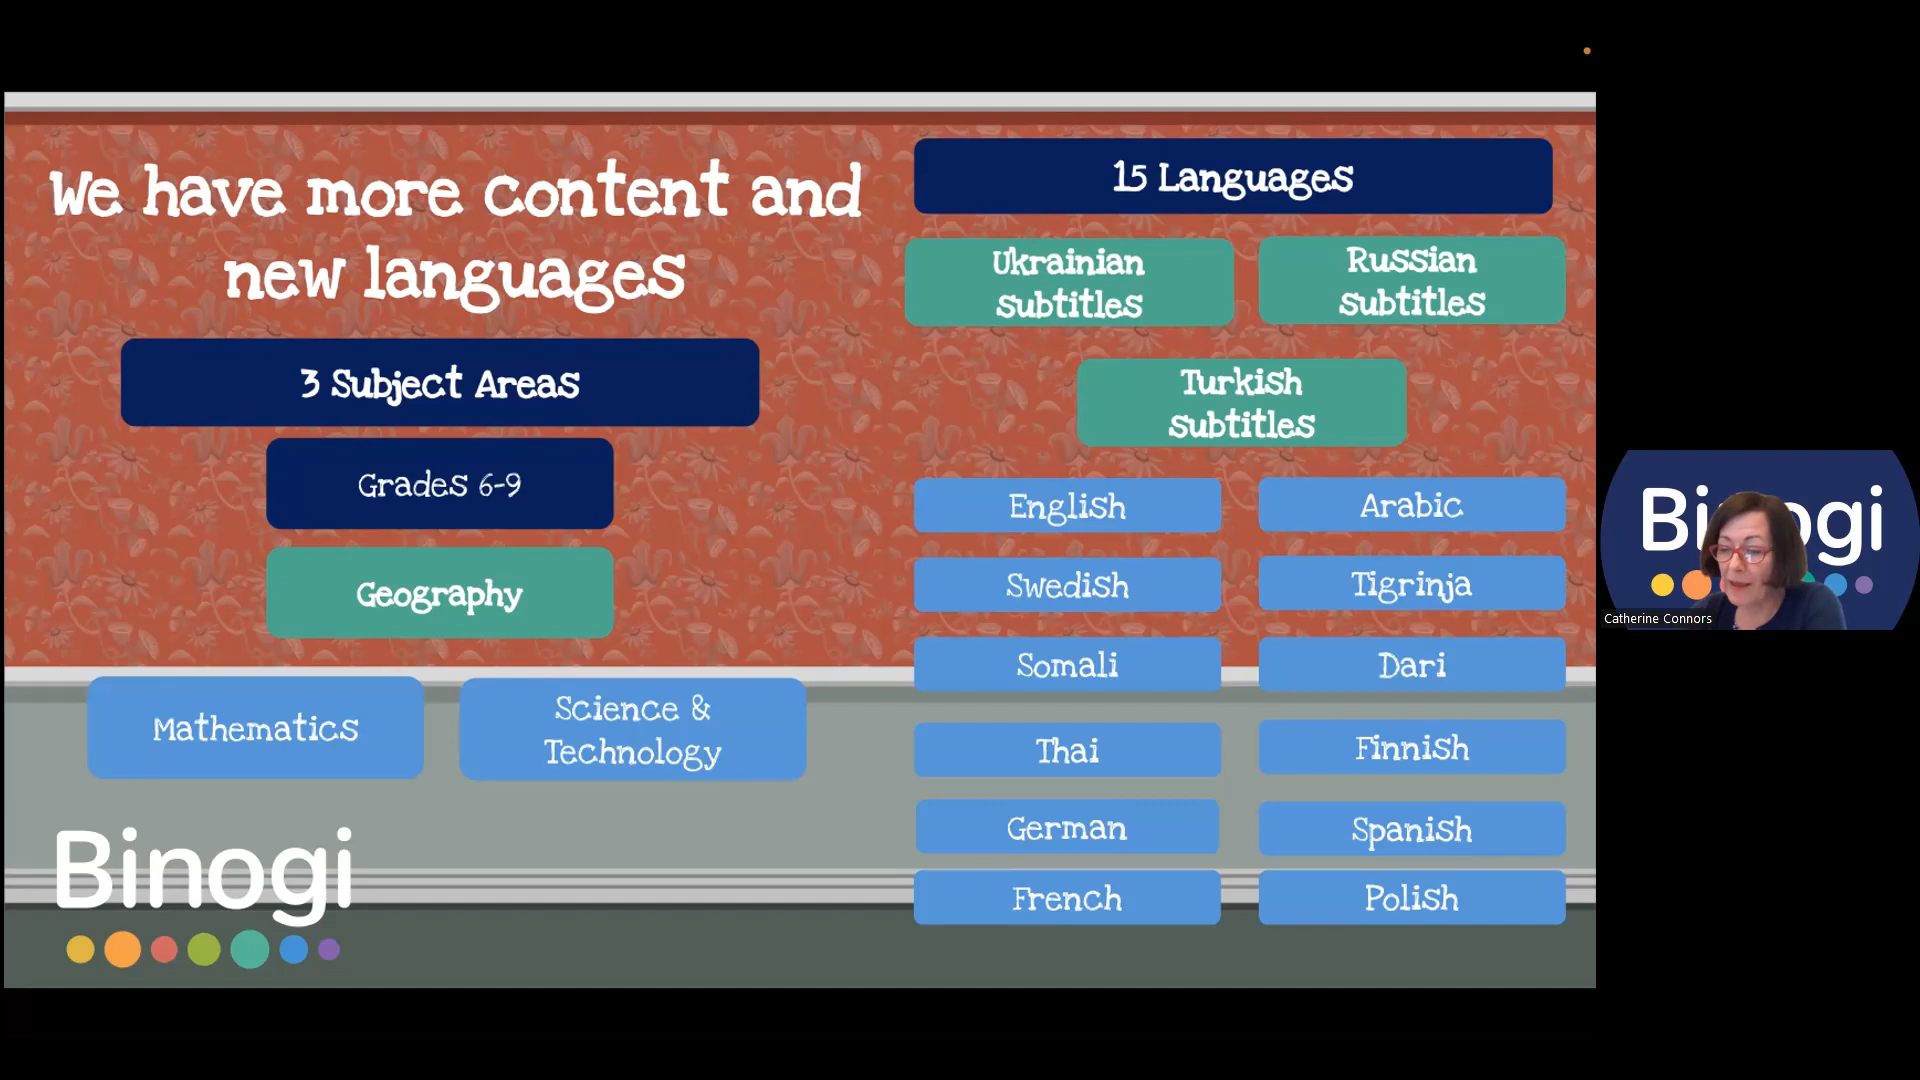 We have more content and
new languages
3 Subject Areas
Grades 6-9
Geography
Mathematics
Science &
Technology
Binogi
15 Languages
Ukrainian
subtitles
Russian
subtitles
Turkish
subtitles
English
Arabic
Swedish
Tigrinja
Somali
Dari
Thai
Finnish
German
Spanish
French
Polish
Bi ogi
Catherine Connors